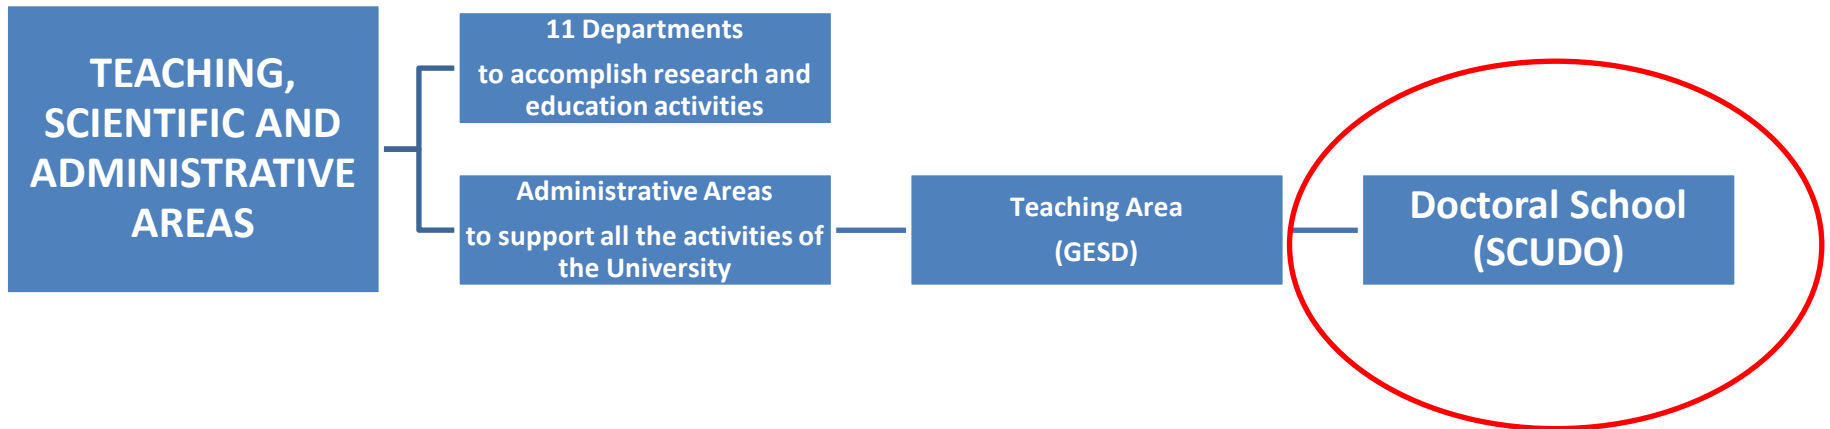 TEACHING,
SCIENTIFIC AND
ADMINISTRATIVE
AREAS
11 Departments
to accomplish research and
education activities
Administrative Areas
to support all the activities of
the University
Teaching Area
(GESD)
Doctoral School
(SCUDO)